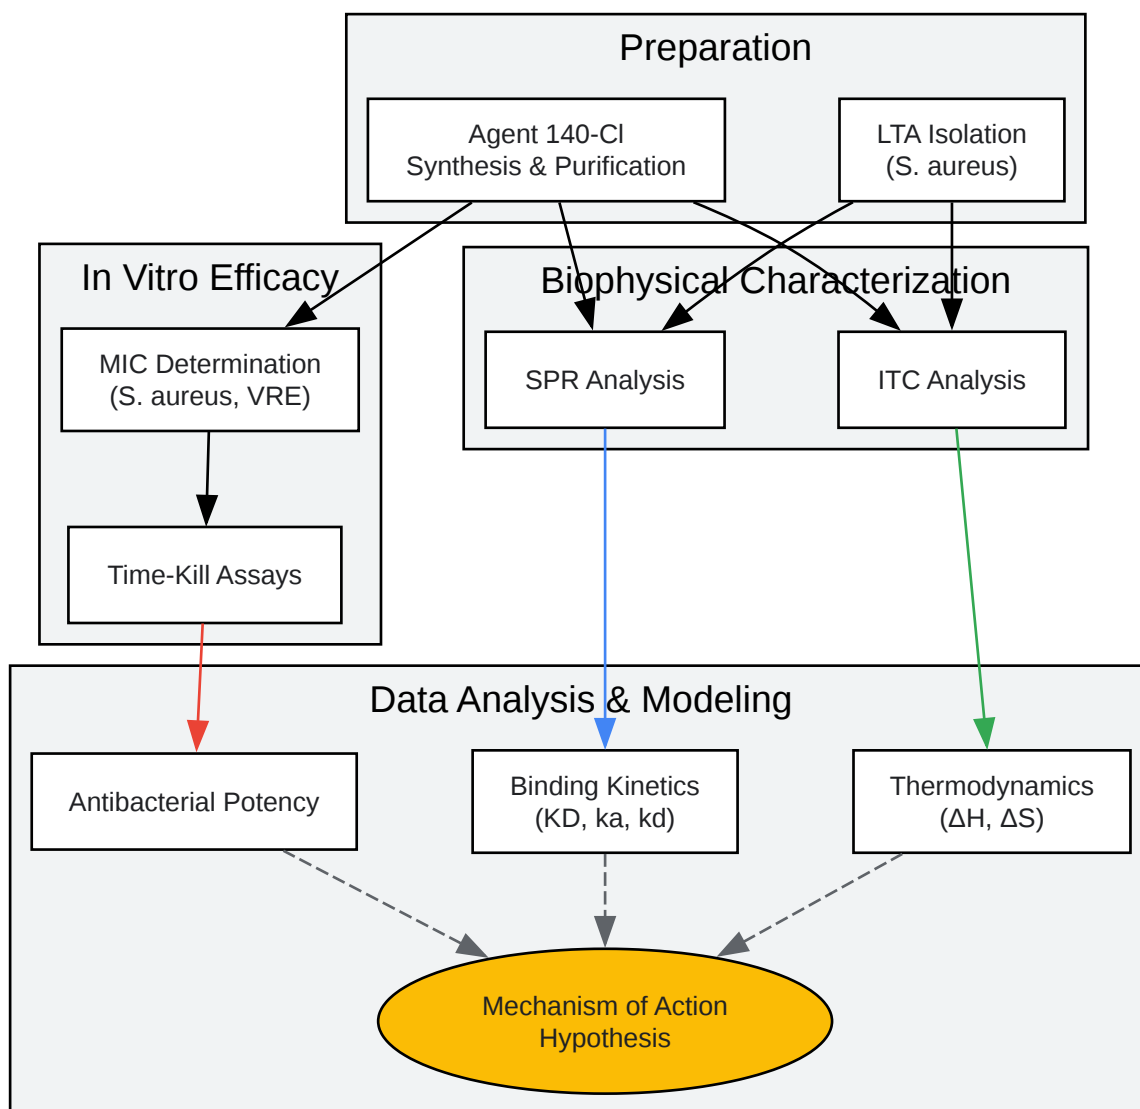 Preparation
Agent 140-Cl
Synthesis & Purification
LTA Isolation
(S. aureus)
In Vitro Efficacy
MIC Determination
(S. aureus, VRE)
Time-Kill Assays
Biophysical Characterization
SPR Analysis
ITC Analysis
Data Analysis & Modeling
Antibacterial Potency
Binding Kinetics
(KD, ka, kd)
Thermodynamics
(ΔH, ΔS)
Mechanism of Action
Hypothesis